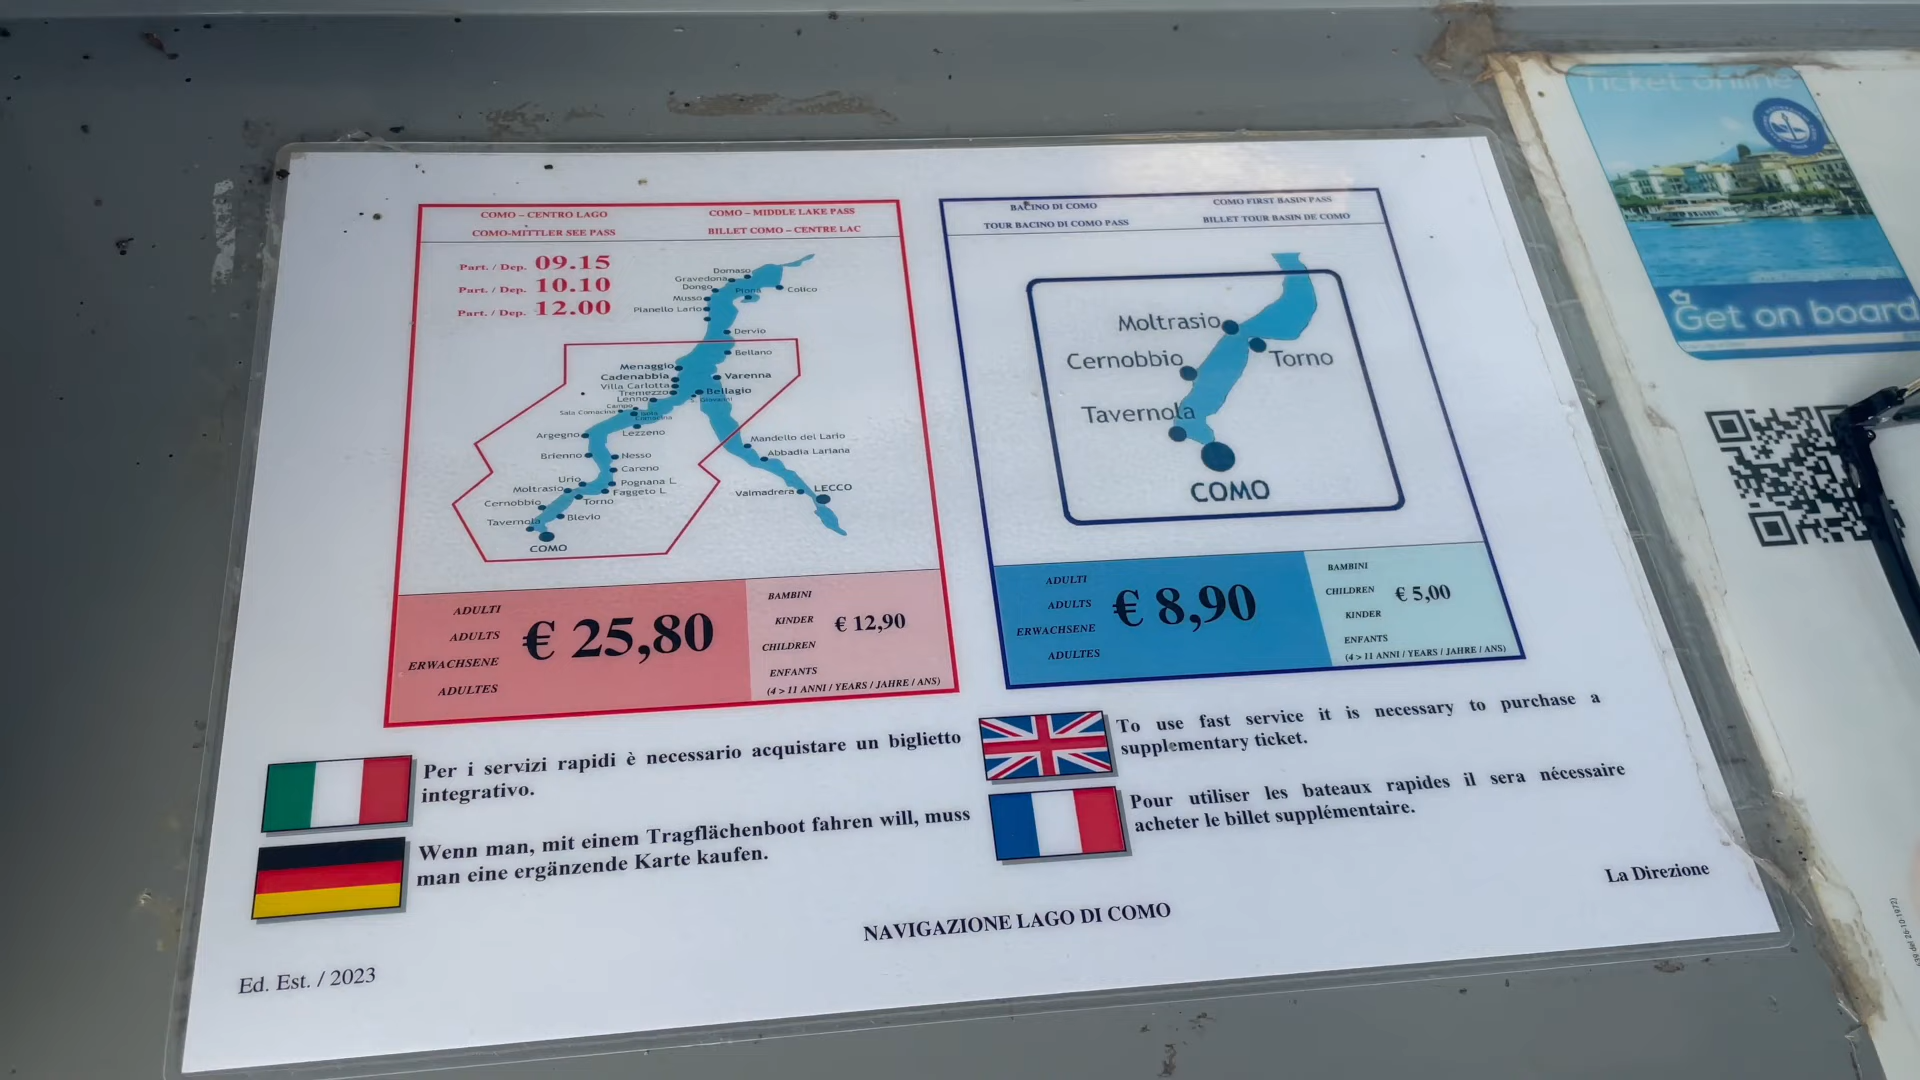 COMO – CENTRO LAGO
COMO – MIDDLE LAKE PASS
COMO-MITTLER SEE PASS
BILLET COMO – CENTRE LAC
Part. / Dep. 09.15
Part. / Dep. 10.10
Part. / Dep. 12.00
Domaso
Gravedona
Dongo
Piona
Colico
Musso
Pianello Lario
Dervio
Bellano
Menaggio
Cadenabbia
Varenna
Villa Carlotta
Tremezzo
Bellagio
Lenno
S. Giovanni
Campo
Sala Comacina
Isola
Comacina
Argegno
Lezzeno
Mandello del Lario
Brienno
Nesso
Abbadia Lariana
Careno
Urio
Pognana L.
Moltrasio
Faggeto L.
Valmadrera
LECCO
Cernobbio
Torno
Tavernola
Blevio
COMO
ADULTI
ADULTS
ERWACHSENE
ADULTES
€ 25,80
BAMBINI
KINDER
CHILDREN
ENFANTS
€ 12,90
(4 > 11 ANNI / YEARS / JAHRE / ANS)
BACINO DI COMO
COMO FIRST BASIN PASS
TOUR BACINO DI COMO PASS
BILLET TOUR BASIN DE COMO
Moltrasio
Torno
Cernobbio
Tavernola
COMO
ADULTI
ADULTS
ERWACHSENE
ADULTES
€ 8,90
BAMBINI
CHILDREN
KINDER
ENFANTS
€ 5,00
(4 > 11 ANNI / YEARS / JAHRE / ANS)
Per i servizi rapidi è necessario acquistare un biglietto
integrativo.
Wenn man, mit einem Tragflächenboot fahren will, muss
man eine ergänzende Karte kaufen.
To use fast service it is necessary to purchase a
supplementary ticket.
Pour utiliser les bateaux rapides il sera nécessaire
acheter le billet supplémentaire.
La Direzione
NAVIGAZIONE LAGO DI COMO
Ed. Est. / 2023
Ticket online
Get on board